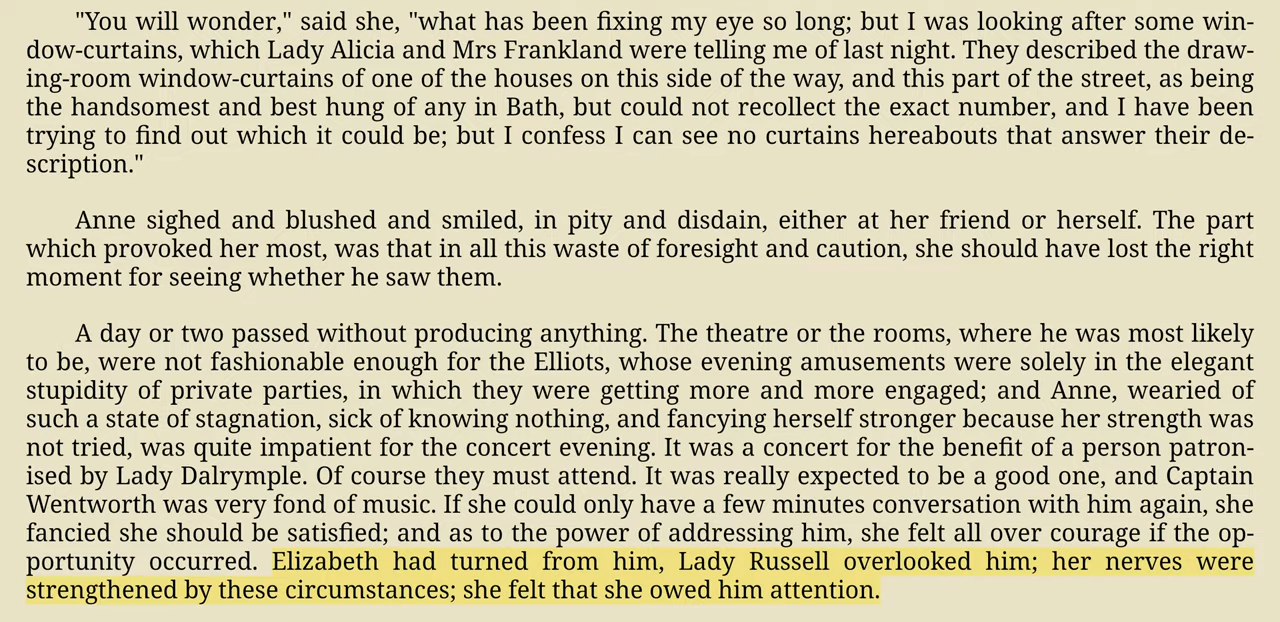 "You will wonder," said she, "what has been fixing my eye so long; but I was looking after some win-
dow-curtains, which Lady Alicia and Mrs Frankland were telling me of last night. They described the draw-
ing-room window-curtains of one of the houses on this side of the way, and this part of the street, as being
the handsomest and best hung of any in Bath, but could not recollect the exact number, and I have been
trying to find out which it could be; but I confess I can see no curtains hereabouts that answer their de-
scription."
Anne sighed and blushed and smiled, in pity and disdain, either at her friend or herself. The part
which provoked her most, was that in all this waste of foresight and caution, she should have lost the right
moment for seeing whether he saw them.
A day or two passed without producing anything. The theatre or the rooms, where he was most likely
to be, were not fashionable enough for the Elliots, whose evening amusements were solely in the elegant
stupidity of private parties, in which they were getting more and more engaged; and Anne, wearied of
such a state of stagnation, sick of knowing nothing, and fancying herself stronger because her strength was
not tried, was quite impatient for the concert evening. It was a concert for the benefit of a person patron-
ised by Lady Dalrymple. Of course they must attend. It was really expected to be a good one, and Captain
Wentworth was very fond of music. If she could only have a few minutes conversation with him again, she
fancied she should be satisfied; and as to the power of addressing him, she felt all over courage if the op-
portunity occurred. Elizabeth had turned from him, Lady Russell overlooked him; her nerves were
strengthened by these circumstances; she felt that she owed him attention.